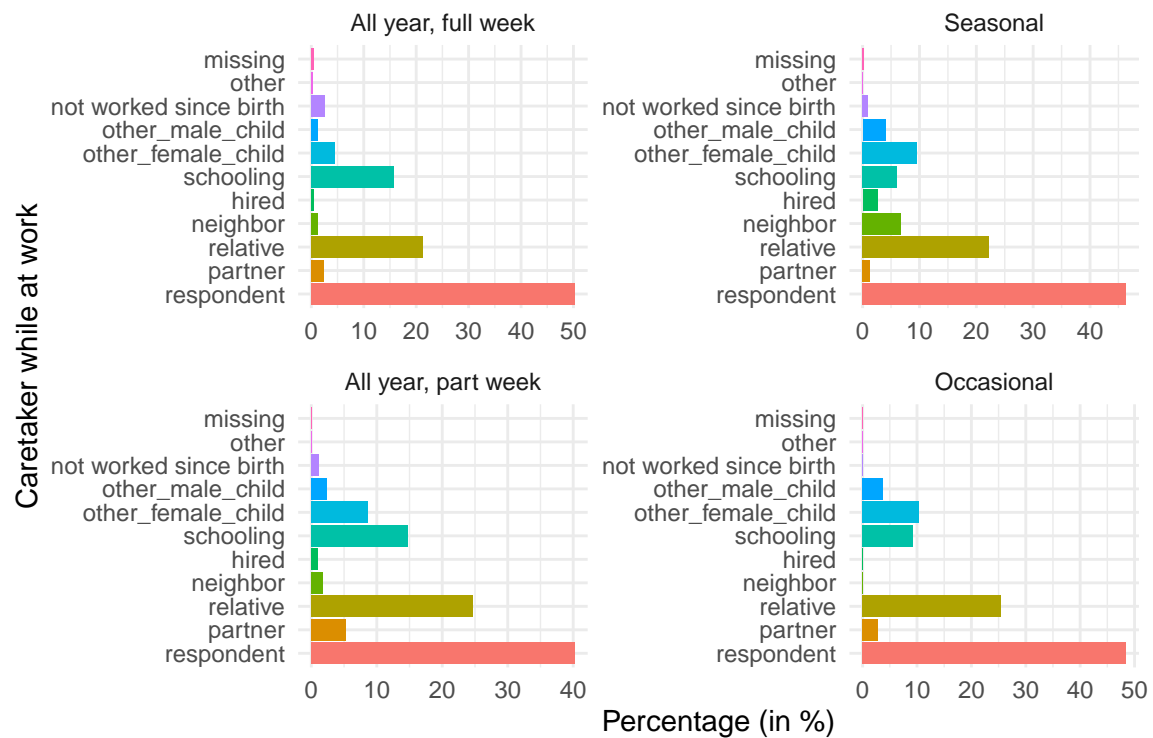 All year, full week
missing
other
not worked since birth
other_male_child
other_female_child
schooling
hired
neighbor
relative
partner
respondent
0 10 20 30 40 50
Seasonal
missing
other
not worked since birth
other_male_child
other_female_child
schooling
hired
neighbor
relative
partner
respondent
0 10 20 30 40
Caretaker while at work
All year, part week
missing
other
not worked since birth
other_male_child
other_female_child
schooling
hired
neighbor
relative
partner
respondent
0 10 20 30 40
Occasional
missing
other
not worked since birth
other_male_child
other_female_child
schooling
hired
neighbor
relative
partner
respondent
0 10 20 30 40 50
Percentage (in %)